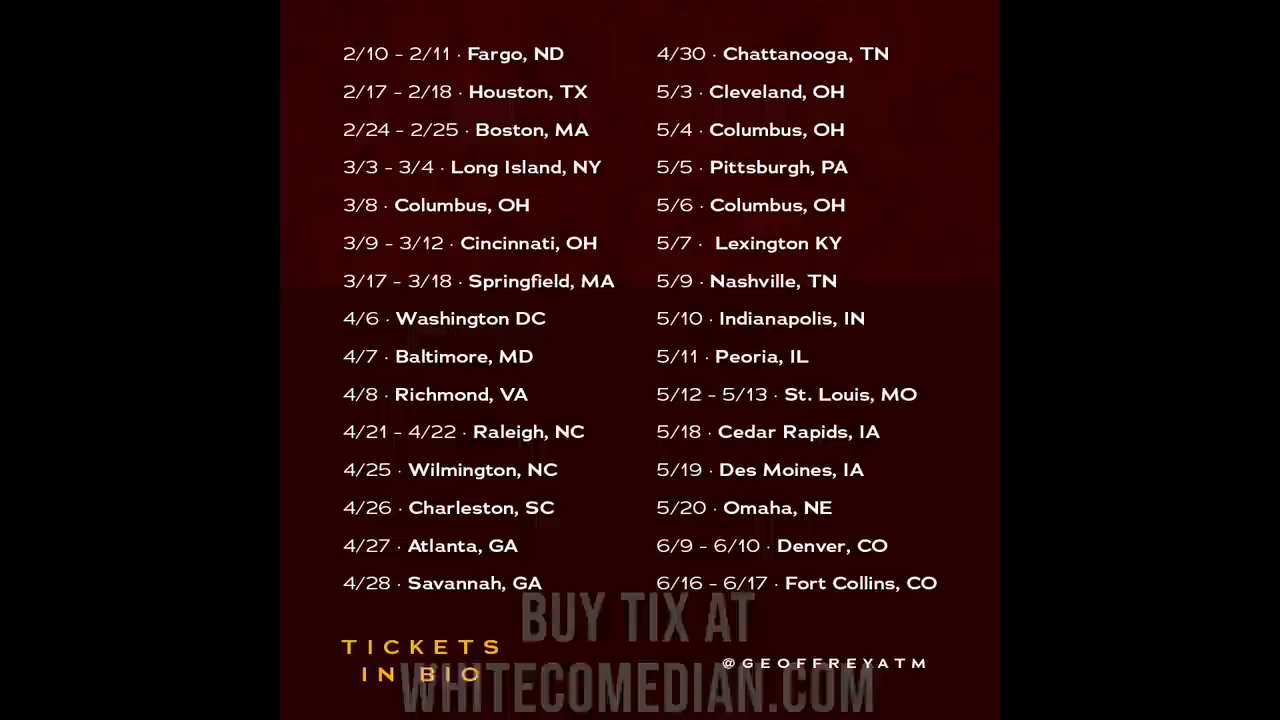 2/10 - 2/11 · Fargo, ND
2/17 - 2/18 · Houston, TX
2/24 - 2/25 · Boston, MA
3/3 - 3/4 · Long Island, NY
3/8 · Columbus, OH
3/9 - 3/12 · Cincinnati, OH
3/17 - 3/18 · Springfield, MA
4/6 · Washington DC
4/7 · Baltimore, MD
4/8 · Richmond, VA
4/21 - 4/22 · Raleigh, NC
4/25 · Wilmington, NC
4/26 · Charleston, SC
4/27 · Atlanta, GA
4/28 · Savannah, GA
4/30 · Chattanooga, TN
5/3 · Cleveland, OH
5/4 · Columbus, OH
5/5 · Pittsburgh, PA
5/6 · Columbus, OH
5/7 · Lexington KY
5/9 · Nashville, TN
5/10 · Indianapolis, IN
5/11 · Peoria, IL
5/12 - 5/13 · St. Louis, MO
5/18 · Cedar Rapids, IA
5/19 · Des Moines, IA
5/20 · Omaha, NE
6/9 - 6/10 · Denver, CO
6/16 - 6/17 · Fort Collins, CO
BUY TIX AT
WHITECOMEDIAN.COM
TICKETS
IN BIO
@GEOFFREYATM